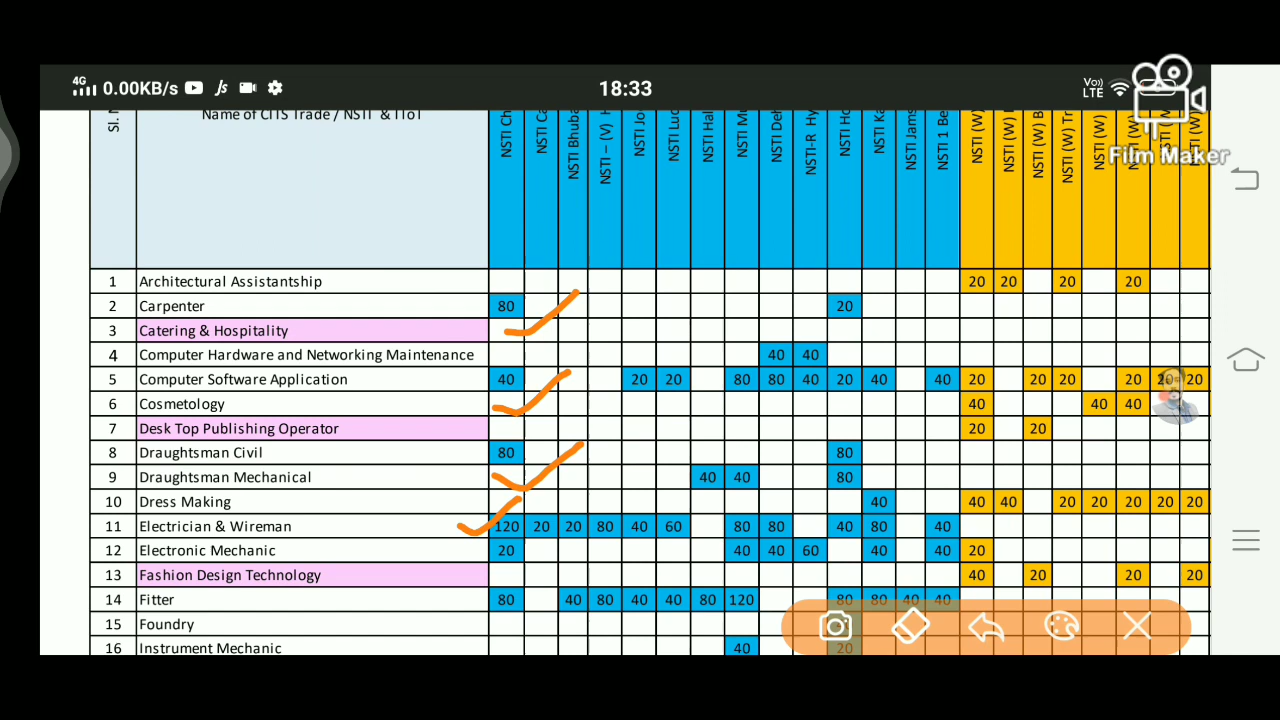 4G 0.00KB/s 18:33 Vo)) LTE
Film Maker
Name of CITS Trade / NSTI & IToT
Sl.
NSTI Ch
NSTI Ca
NSTI Bhuba
NSTI – (V)
NSTI Jo
NSTI Luc
NSTI Hal
NSTI Mu
NSTI Deh
NSTI-R Hy
NSTI Ho
NSTI Ka
NSTI Jams
NSTI 1 Be
NSTI (W)
NSTI (W)
NSTI (W) B
NSTI (W) Tr
NSTI (W)
1 Architectural Assistantship 20 20 20 20
2 Carpenter 80 20
3 Catering & Hospitality
4 Computer Hardware and Networking Maintenance 40 40
5 Computer Software Application 40 20 20 80 80 40 20 40 40 20 20 20 20 20 20
6 Cosmetology 40 40 40
7 Desk Top Publishing Operator 20 20
8 Draughtsman Civil 80 80
9 Draughtsman Mechanical 40 40 80
10 Dress Making 40 40 40 20 20 20 20 20
11 Electrician & Wireman 120 20 20 80 40 60 80 80 40 80 40
12 Electronic Mechanic 20 40 40 60 40 40 20
13 Fashion Design Technology 40 20 20 20
14 Fitter 80 40 80 40 40 80 120 80 80 40 40
15 Foundry
16 Instrument Mechanic 40 20